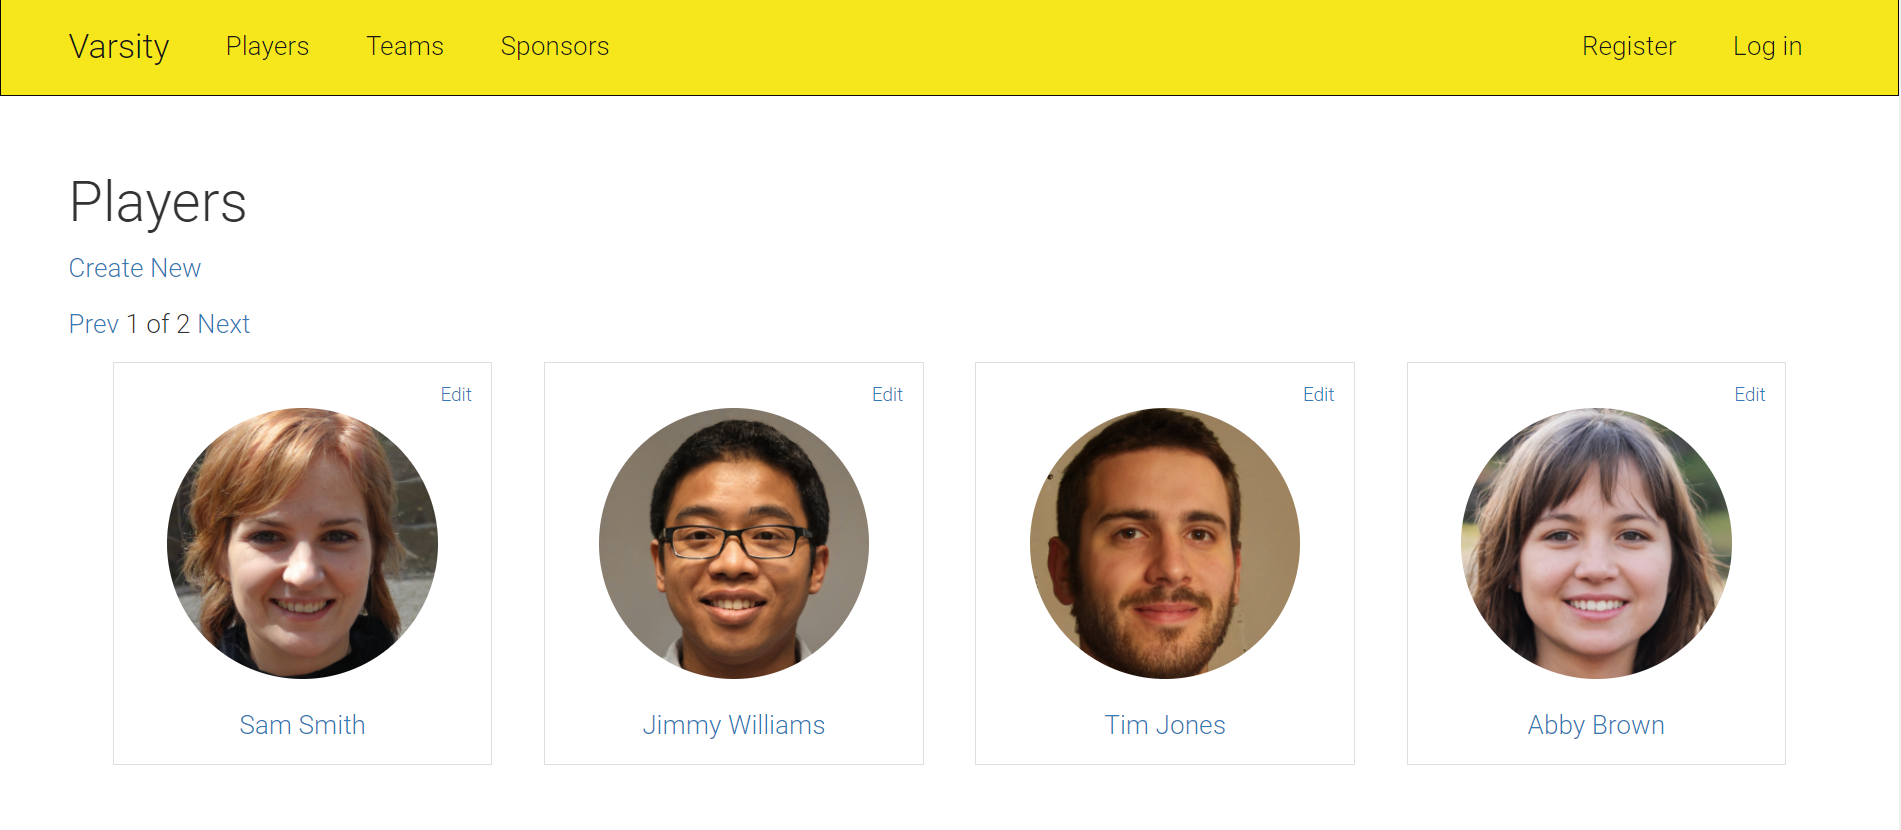 Varsity Players Teams Sponsors Register Log in
Players
Create New
Prev 1 of 2 Next
Edit Edit Edit Edit
Sam Smith Jimmy Williams Tim Jones Abby Brown